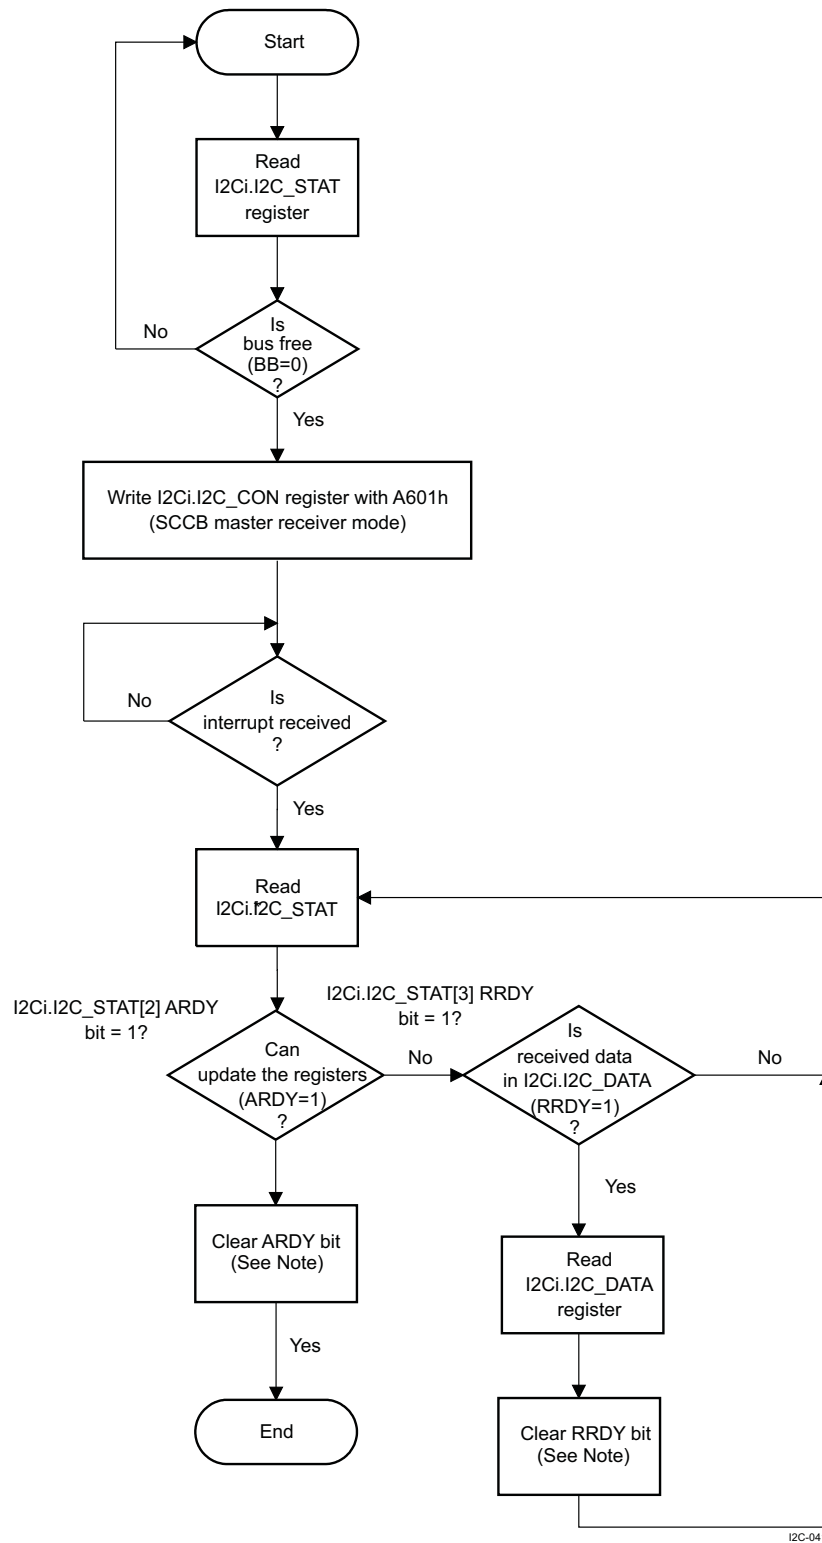 Start
Read
I2Ci.I2C_STAT
register
Is
bus free
(BB=0)
?
No
Yes
Write I2Ci.I2C_CON register with A601h
(SCCB master receiver mode)
Is
interrupt received
?
No
Yes
Read
I2Ci.I2C_STAT
I2Ci.I2C_STAT[2] ARDY
bit = 1?
Can
update the registers
(ARDY=1)
?
No
I2Ci.I2C_STAT[3] RRDY
bit = 1?
Is
received data
in I2Ci.I2C_DATA
(RRDY=1)
?
No
Yes
Clear ARDY bit
(See Note)
Yes
End
Read
I2Ci.I2C_DATA
register
Clear RRDY bit
(See Note)
I2C-04